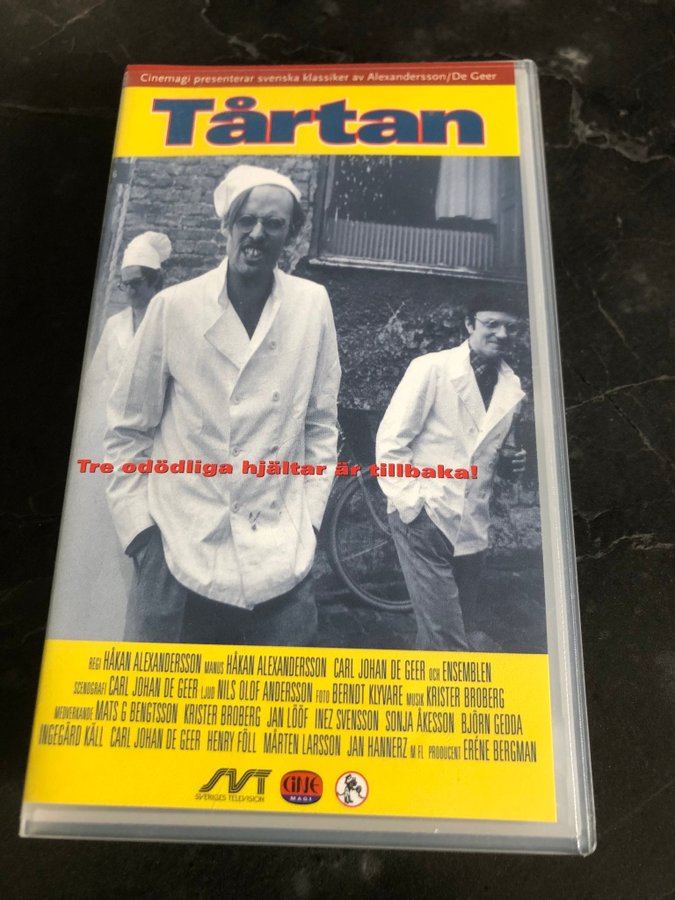 Cinemagi presenterar svenska klassiker av Alexandersson/De Geer
Tårtan
Tre odödliga hjältar är tillbaka!
REGI HÅKAN ALEXANDERSSON MANUS HÅKAN ALEXANDERSSON CARL JOHAN DE GEER OCH ENSEMBLEN
SCENOGRAFI CARL JOHAN DE GEER LJUD NILS OLOF ANDERSSON FOTO BERNDT KLYVARE MUSIK KRISTER BROBERG
MEDVERKANDE MATS G BENGTSSON KRISTER BROBERG JAN LÖÖF INEZ SVENSSON SONJA ÅKESSON BJÖRN GEDDA
INGEGÄRD KÄLL CARL JOHAN DE GEER HENRY FÖLL MÅRTEN LARSSON JAN HANNERZ M FL PRODUCENT ERÉNE BERGMAN
SVT
SVERIGES TELEVISION
CINE
MAGI